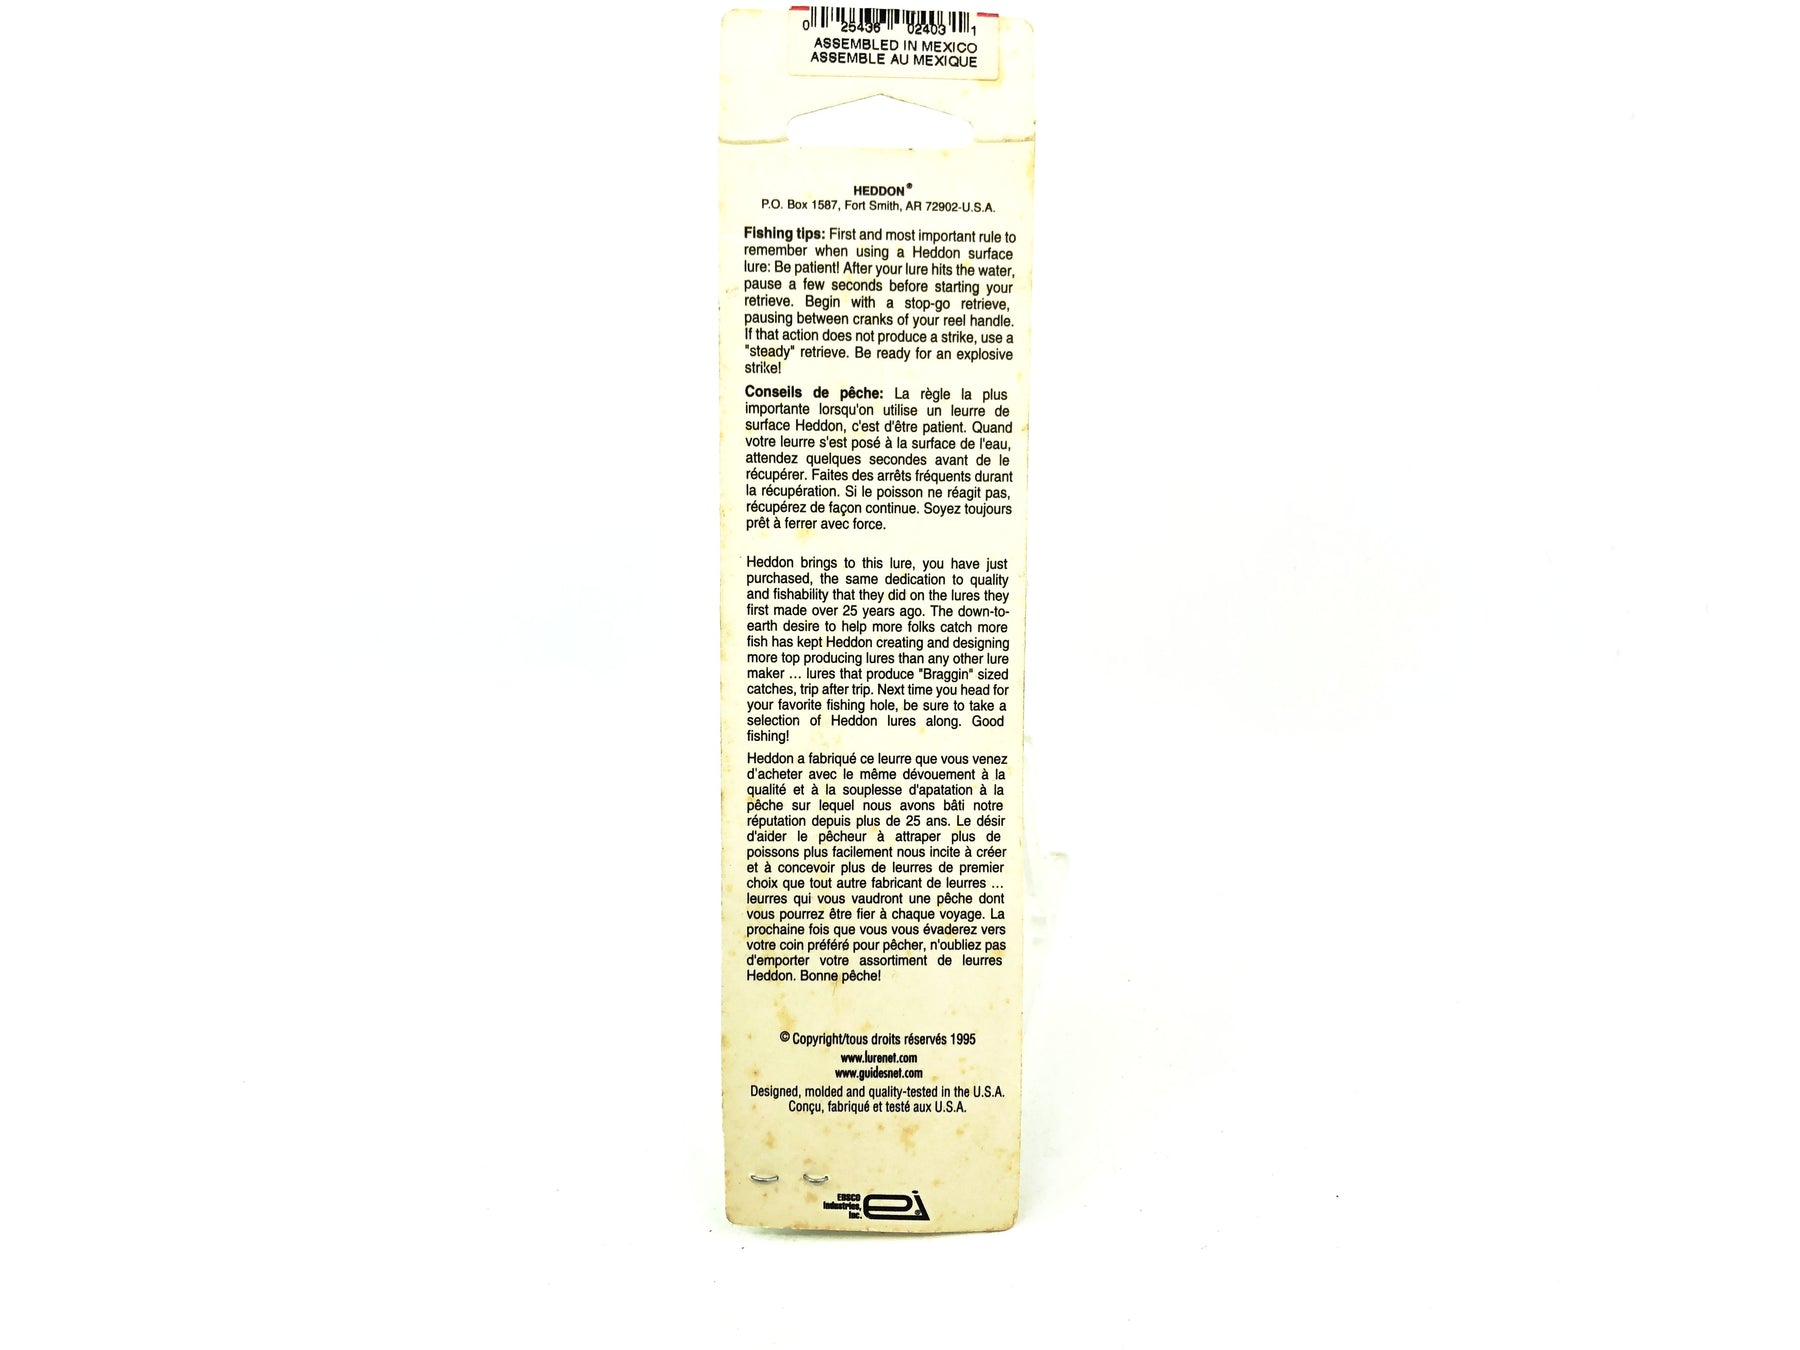 0 25436 02403 1
ASSEMBLED IN MEXICO
ASSEMBLE AU MEXIQUE
HEDDON®
P.O. Box 1587, Fort Smith, AR 72902-U.S.A.
Fishing tips: First and most important rule to
remember when using a Heddon surface
lure: Be patient! After your lure hits the water,
pause a few seconds before starting your
retrieve. Begin with a stop-go retrieve,
pausing between cranks of your reel handle.
If that action does not produce a strike, use a
"steady" retrieve. Be ready for an explosive
strike!
Conseils de pêche: La règle la plus
importante lorsqu'on utilise un leurre de
surface Heddon, c'est d'être patient. Quand
votre leurre s'est posé à la surface de l'eau,
attendez quelques secondes avant de le
récupérer. Faites des arrêts fréquents durant
la récupération. Si le poisson ne réagit pas,
récupérez de façon continue. Soyez toujours
prêt à ferrer avec force.
Heddon brings to this lure, you have just
purchased, the same dedication to quality
and fishability that they did on the lures they
first made over 25 years ago. The down-to-
earth desire to help more folks catch more
fish has kept Heddon creating and designing
more top producing lures than any other lure
maker ... lures that produce "Braggin" sized
catches, trip after trip. Next time you head for
your favorite fishing hole, be sure to take a
selection of Heddon lures along. Good
fishing!
Heddon a fabriqué ce leurre que vous venez
d'acheter avec le même dévouement à la
qualité et à la souplesse d'apatation à la
pêche sur lequel nous avons bâti notre
réputation depuis plus de 25 ans. Le désir
d'aider le pêcheur à attraper plus de
poissons plus facilement nous incite à créer
et à concevoir plus de leurres de premier
choix que tout autre fabricant de leurres ...
leurres qui vous vaudront une pêche dont
vous pourrez être fier à chaque voyage. La
prochaine fois que vous vous évaderez vers
votre coin préféré pour pêcher, n'oubliez pas
d'emporter votre assortiment de leurres
Heddon. Bonne pêche!
© Copyright/tous droits réservés 1995
www.lurenet.com
www.guidesnet.com
Designed, molded and quality-tested in the U.S.A.
Conçu, fabriqué et testé aux U.S.A.
EBSCO
Industries,
Inc.
ei®